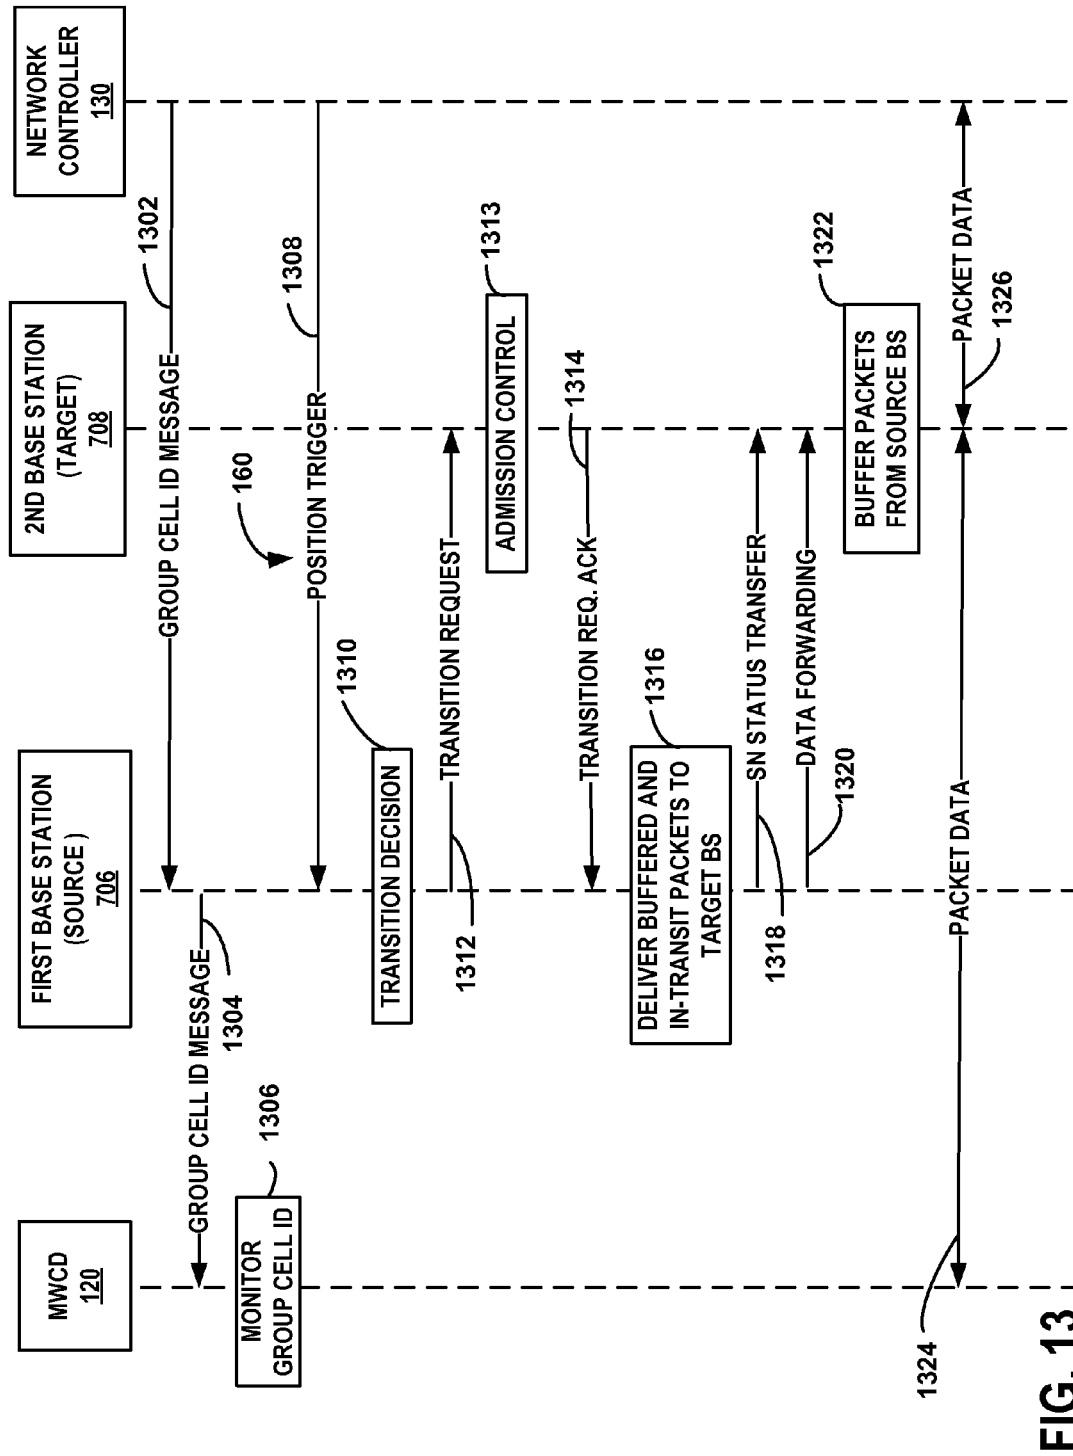 MWCD
120
FIRST BASE STATION
(SOURCE )
706
2ND BASE STATION
(TARGET)
708
NETWORK
CONTROLLER
130
GROUP CELL ID MESSAGE
1302
GROUP CELL ID MESSAGE
1304
MONITOR
GROUP CELL ID
1306
160
POSITION TRIGGER
1308
TRANSITION DECISION
1310
TRANSITION REQUEST
1312
ADMISSION CONTROL
1313
TRANSITION REQ. ACK
1314
DELIVER BUFFERED AND
IN-TRANSIT PACKETS TO
TARGET BS
1316
SN STATUS TRANSFER
1318
DATA FORWARDING
1320
BUFFER PACKETS
FROM SOURCE BS
1322
PACKET DATA
1324
PACKET DATA
1326
FIG. 13